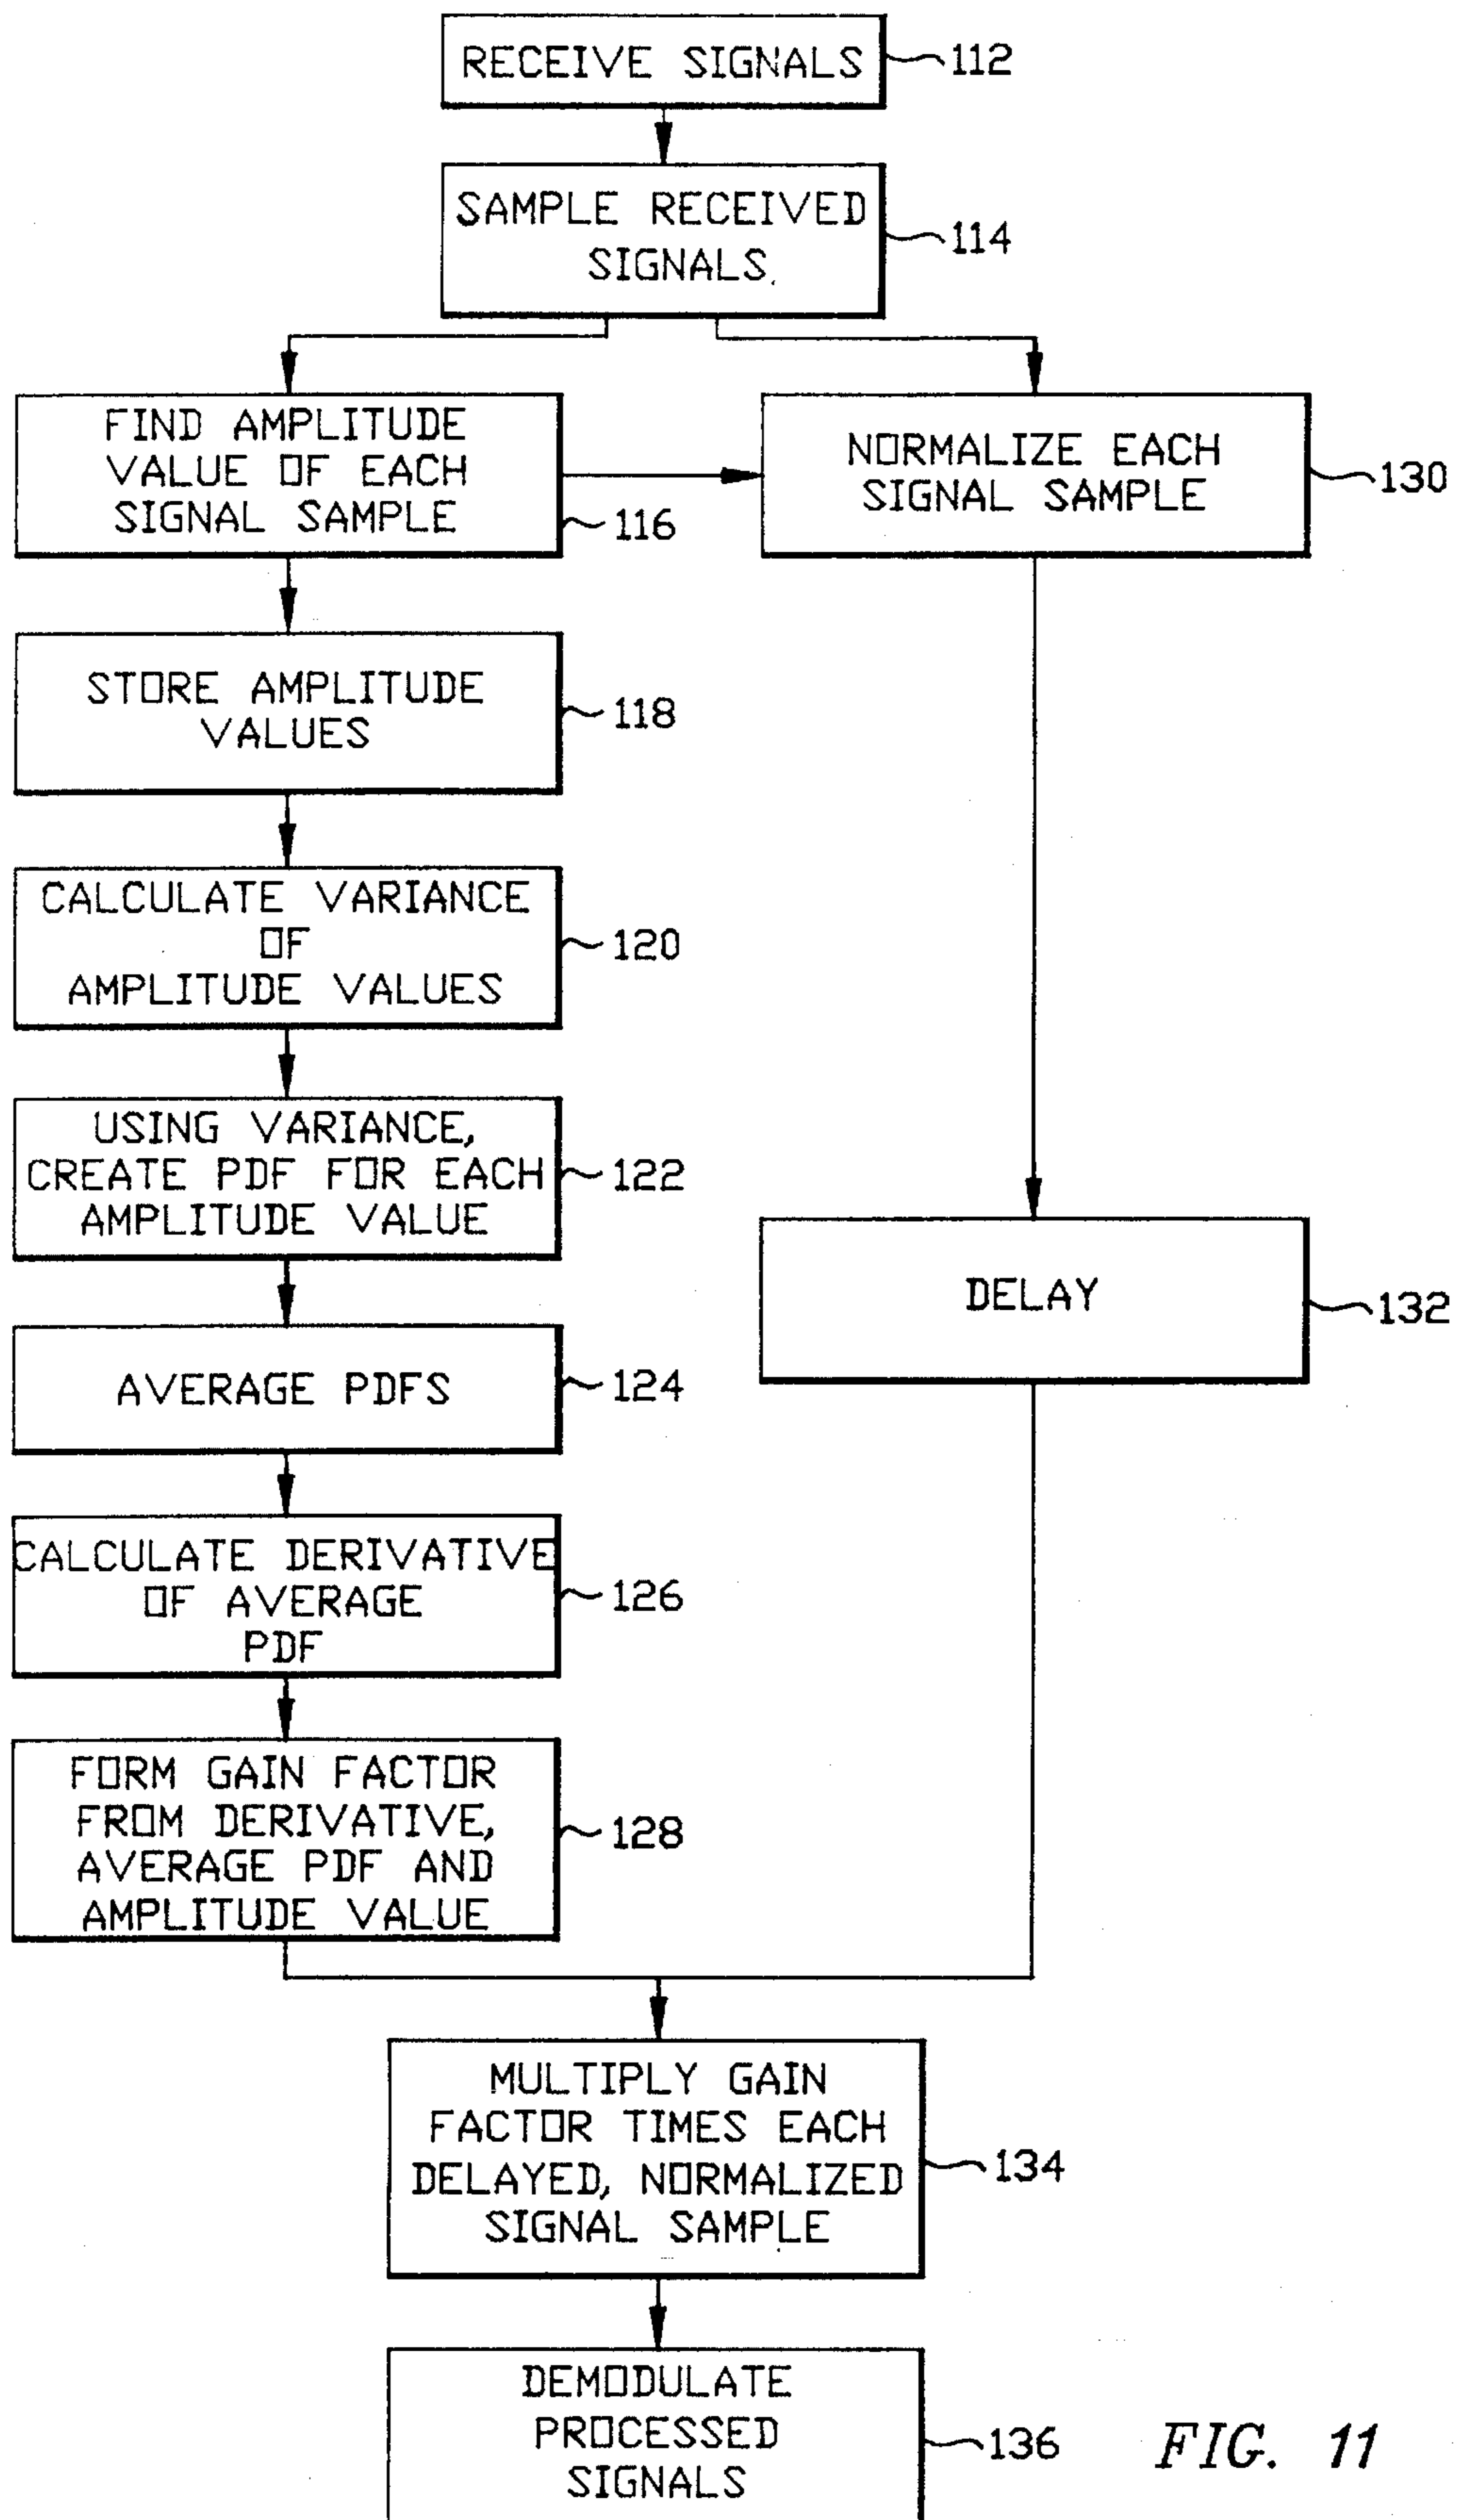 RECEIVE SIGNALS
112
SAMPLE RECEIVED
SIGNALS
114
FIND AMPLITUDE
VALUE OF EACH
SIGNAL SAMPLE
116
NORMALIZE EACH
SIGNAL SAMPLE
130
STORE AMPLITUDE
VALUES
118
CALCULATE VARIANCE
OF
AMPLITUDE VALUES
120
USING VARIANCE,
CREATE PDF FOR EACH
AMPLITUDE VALUE
122
DELAY
132
AVERAGE PDFS
124
CALCULATE DERIVATIVE
OF AVERAGE
PDF
126
FORM GAIN FACTOR
FROM DERIVATIVE,
AVERAGE PDF AND
AMPLITUDE VALUE
128
MULTIPLY GAIN
FACTOR TIMES EACH
DELAYED, NORMALIZED
SIGNAL SAMPLE
134
DEMODULATE
PROCESSED
SIGNALS
136
FIG. 11